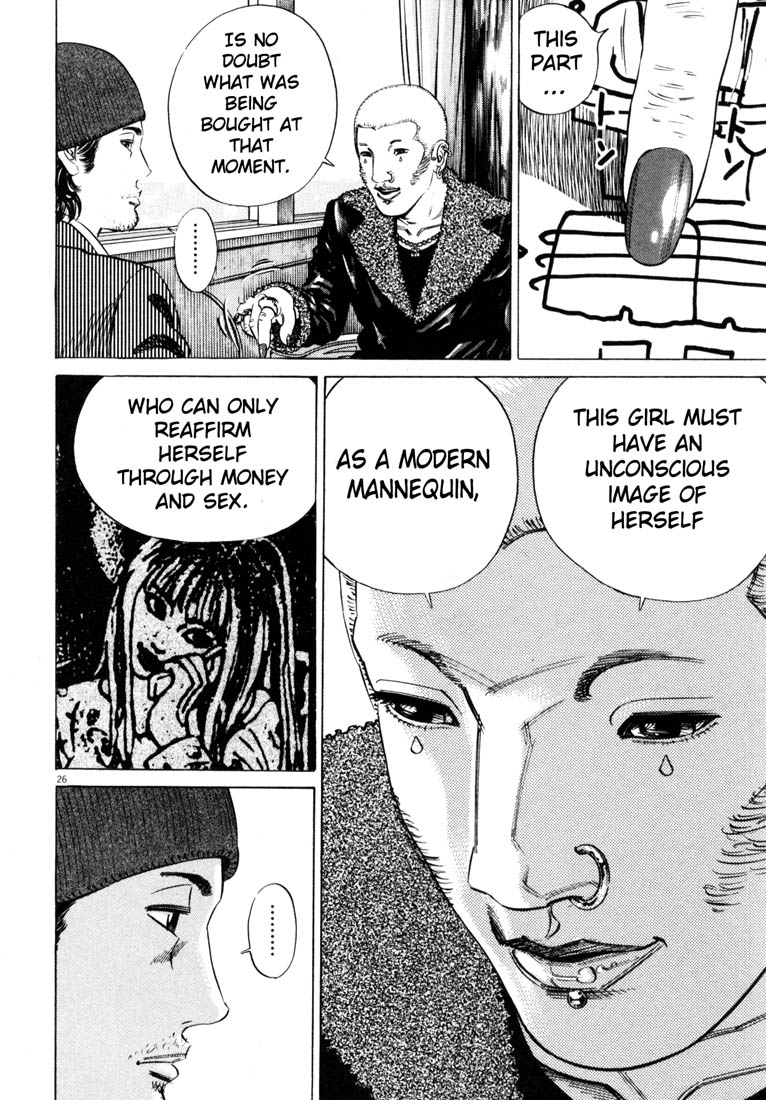 THIS
PART
...
IS NO
DOUBT
WHAT WAS
BEING
BOUGHT AT
THAT
MOMENT.
........
THIS GIRL MUST
HAVE AN
UNCONSCIOUS
IMAGE OF
HERSELF
AS A MODERN
MANNEQUIN,
WHO CAN ONLY
REAFFIRM
HERSELF
THROUGH MONEY
AND SEX.
26
........